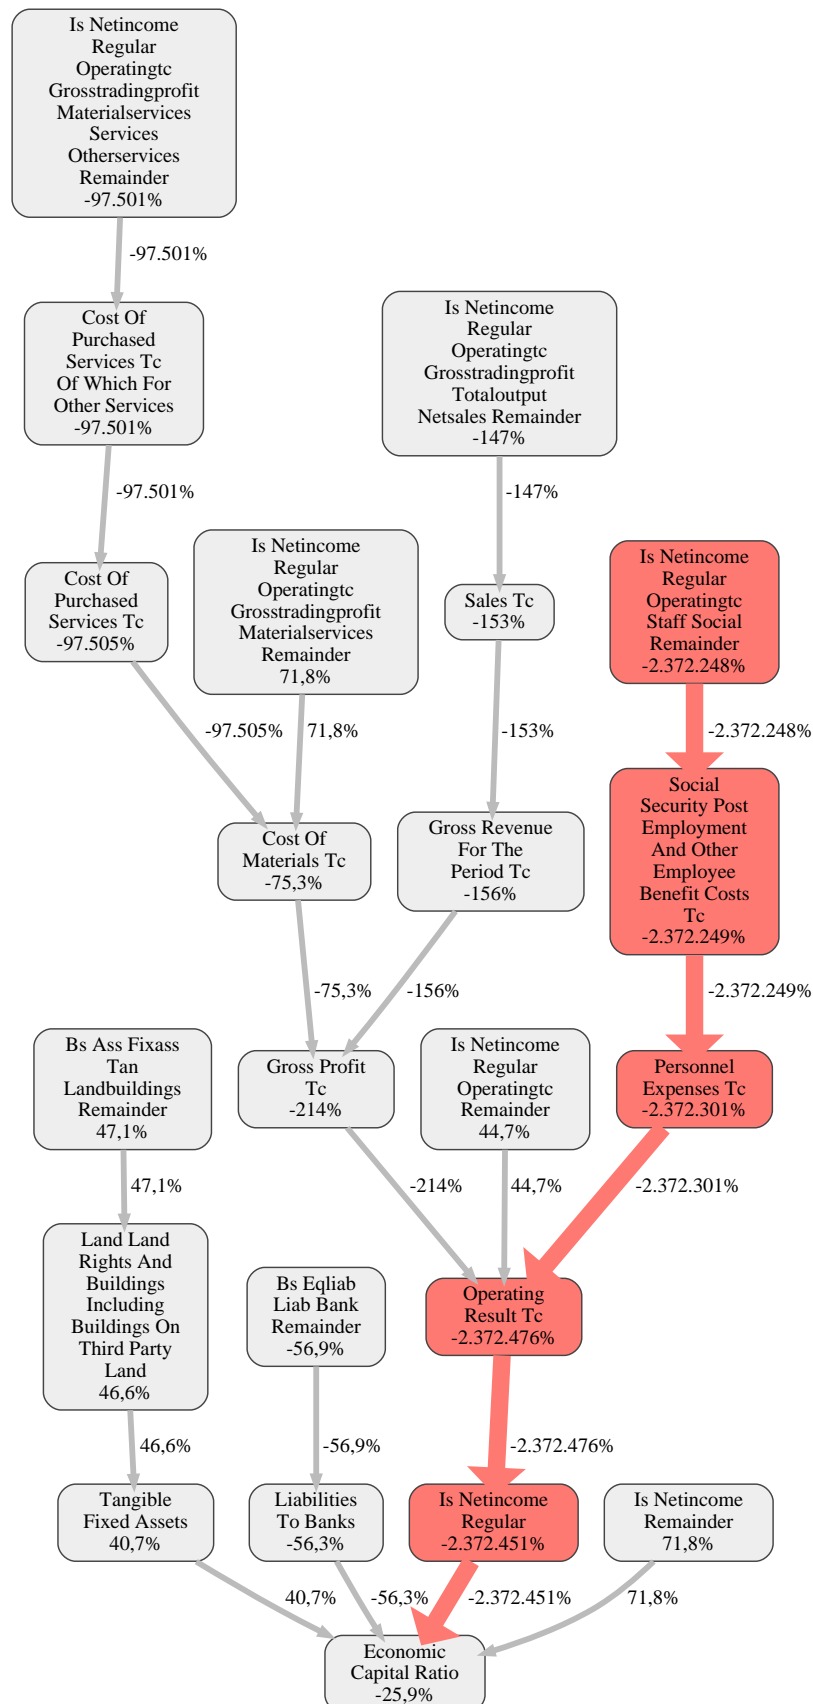 Is Netincome
Regular
Operatingtc
Grosstradingprofit
Materialservices
Services
Otherservices
Remainder
-97.501%
-97.501%
Cost Of
Purchased
Services Tc
Of Which For
Other Services
-97.501%
Is Netincome
Regular
Operatingtc
Grosstradingprofit
Totaloutput
Netsales Remainder
-147%
-97.501%
-147%
Cost Of
Purchased
Services Tc
-97.505%
Is Netincome
Regular
Operatingtc
Grosstradingprofit
Materialservices
Remainder
71,8%
Sales Tc
-153%
Is Netincome
Regular
Operatingtc
Staff Social
Remainder
-2.372.248%
-97.505%
71,8%
-153%
-2.372.248%
Cost Of
Materials Tc
-75,3%
Gross Revenue
For The
Period Tc
-156%
Social
Security Post
Employment
And Other
Employee
Benefit Costs
Tc
-2.372.249%
-75,3%
-156%
-2.372.249%
Bs Ass Fixass
Tan
Landbuildings
Remainder
47,1%
Gross Profit
Tc
-214%
Is Netincome
Regular
Operatingtc
Remainder
44,7%
Personnel
Expenses Tc
-2.372.301%
47,1%
-214%
44,7%
-2.372.301%
Land Land
Rights And
Buildings
Including
Buildings On
Third Party
Land
46,6%
Bs Eqliab
Liab Bank
Remainder
-56,9%
Operating
Result Tc
-2.372.476%
46,6%
-56,9%
-2.372.476%
Tangible
Fixed Assets
40,7%
Liabilities
To Banks
-56,3%
Is Netincome
Regular
-2.372.451%
Is Netincome
Remainder
71,8%
40,7%
-56,3%
-2.372.451%
71,8%
Economic
Capital Ratio
-25,9%